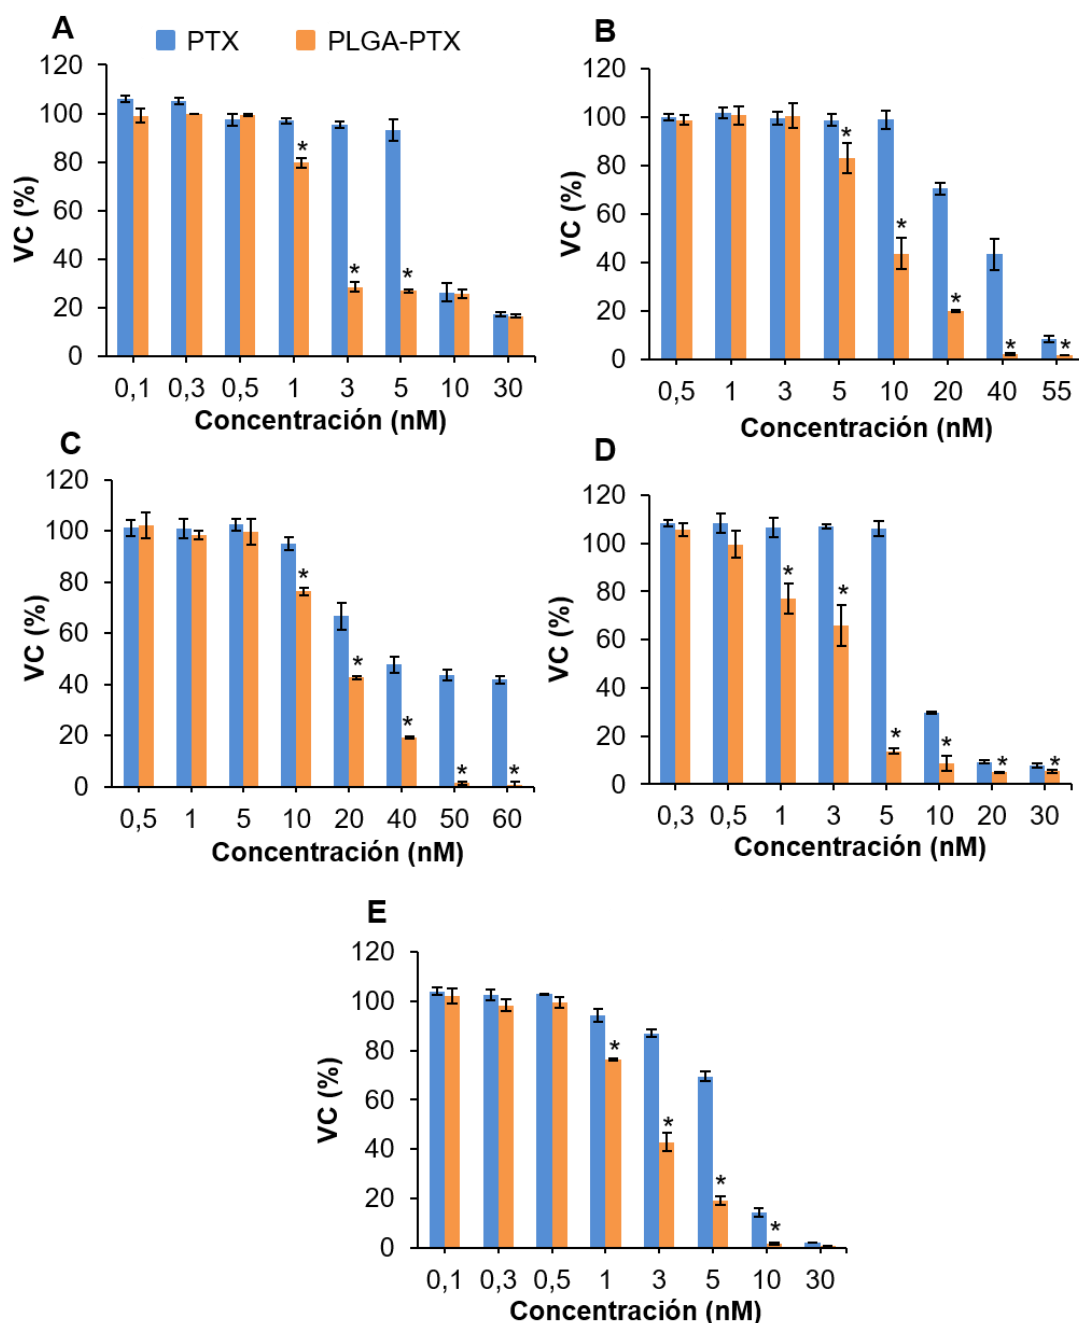 A
PTX
PLGA-PTX
120
100
80
60
40
20
0
VC (%)
*
*
*
0,1 0,3 0,5 1 3 5 10 30
Concentración (nM)
B
120
100
80
60
40
20
0
VC (%)
*
*
*
*
*
0,5 1 3 5 10 20 40 55
Concentración (nM)
C
120
100
80
60
40
20
0
VC (%)
*
*
*
*
*
0,5 1 5 10 20 40 50 60
Concentración (nM)
D
120
100
80
60
40
20
0
VC (%)
*
*
*
*
*
*
0,3 0,5 1 3 5 10 20 30
Concentración (nM)
E
120
100
80
60
40
20
0
VC (%)
*
*
*
*
0,1 0,3 0,5 1 3 5 10 30
Concentración (nM)